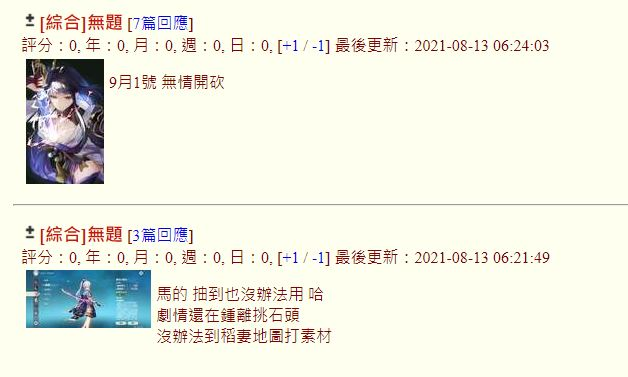 [綜合]無題 [7篇回應]
評分：0, 年：0, 月：0, 週：0, 日：0, [+1 / -1] 最後更新：2021-08-13 06:24:03
9月1號 無情開砍
[綜合]無題 [3篇回應]
評分：0, 年：0, 月：0, 週：0, 日：0, [+1 / -1] 最後更新：2021-08-13 06:21:49
馬的 抽到也沒辦法用 哈
劇情還在鍾離挑石頭
沒辦法到稻妻地圖打素材